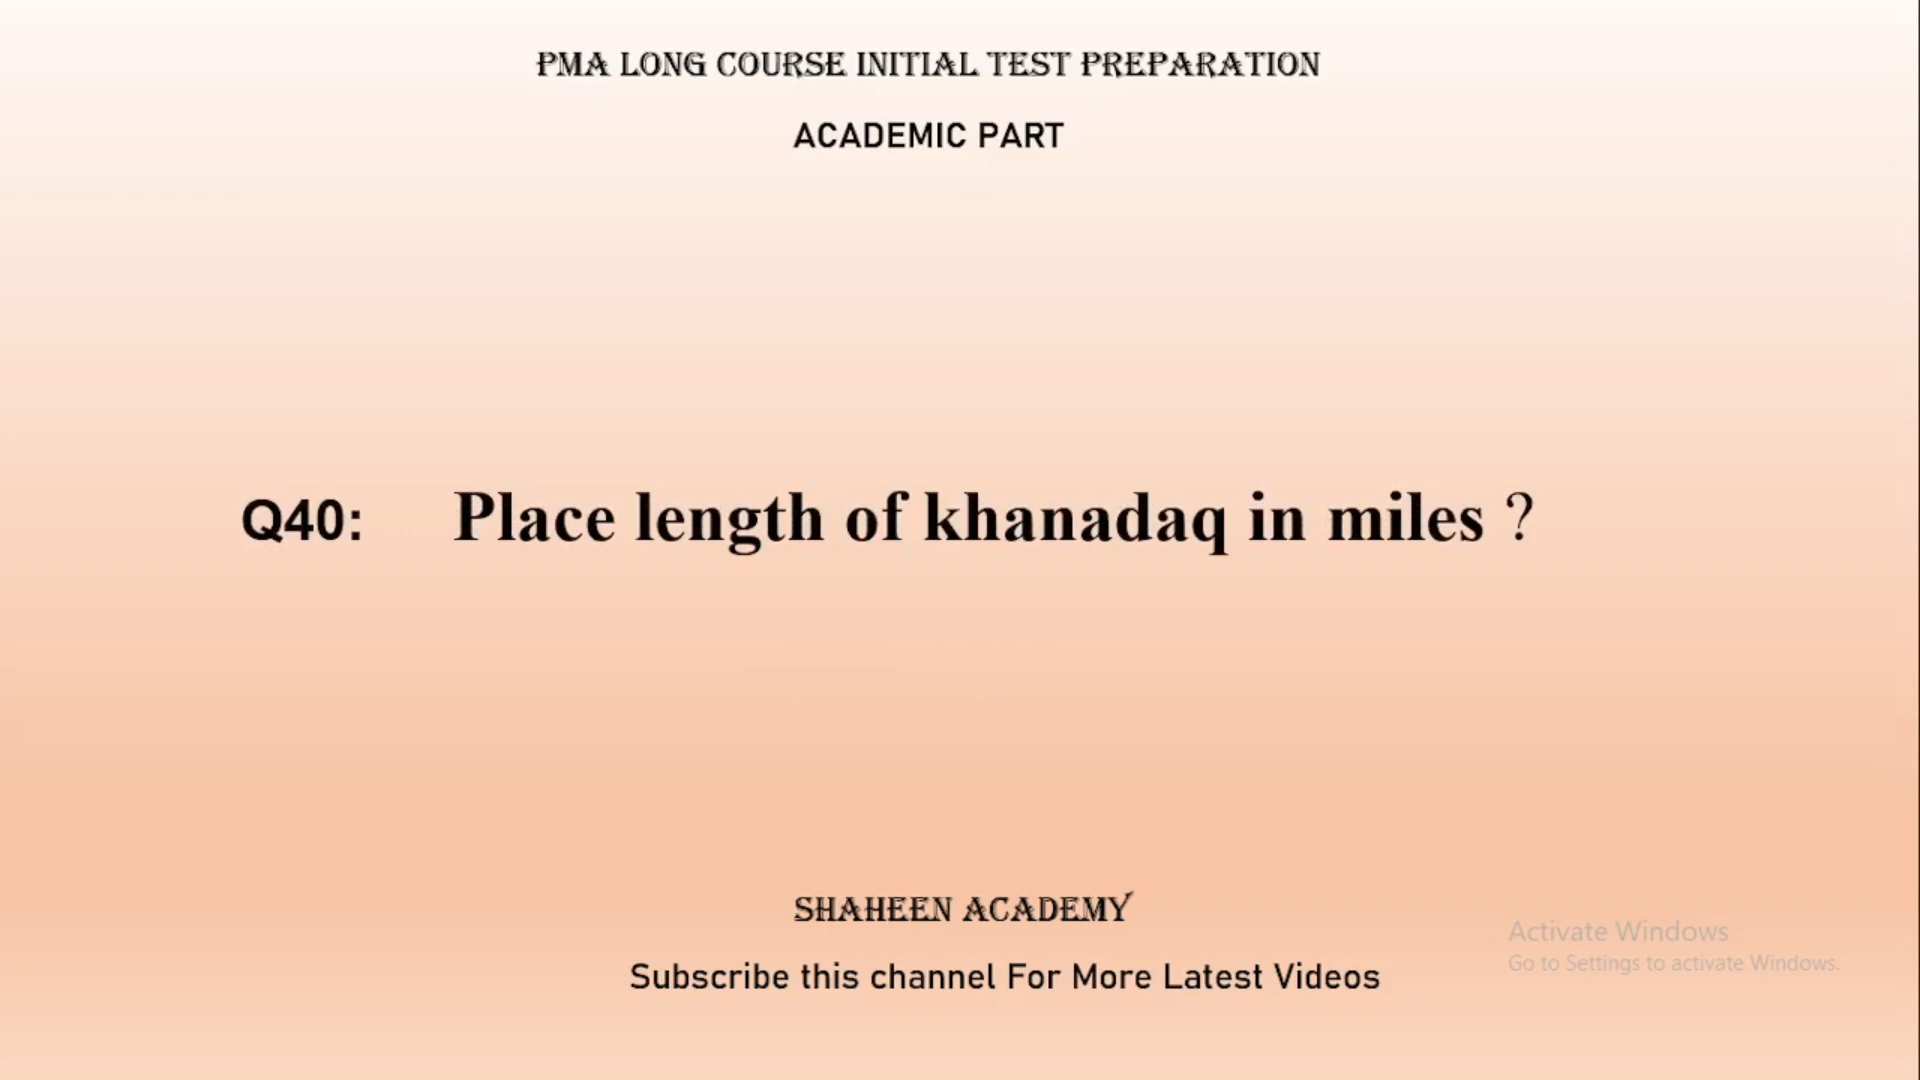 PMA LONG COURSE INITIAL TEST PREPARATION
ACADEMIC PART
Q40: Place length of khanadaq in miles ?
SHAHEEN ACADEMY
Subscribe this channel For More Latest Videos
Activate Windows
Go to Settings to activate Windows.